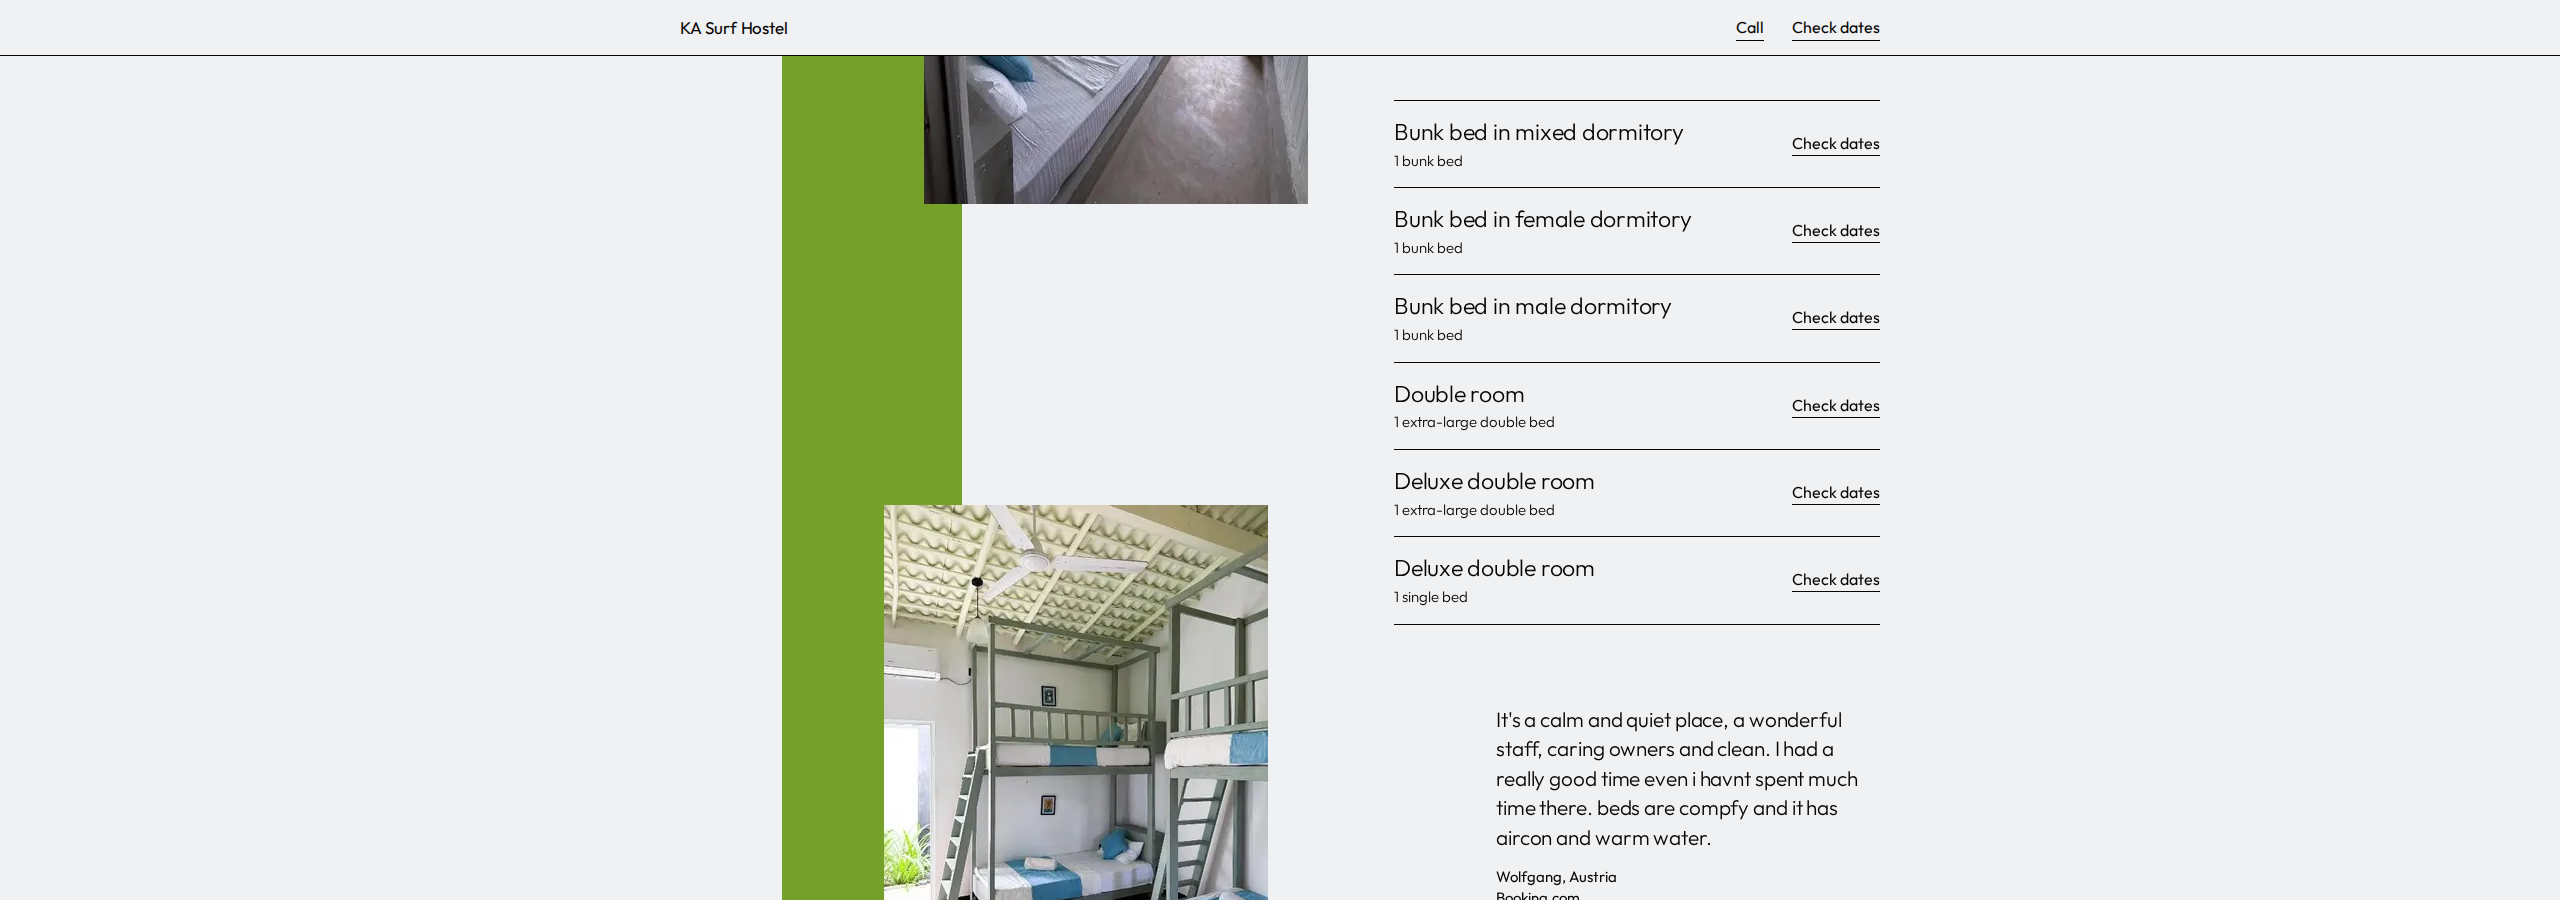 KA Surf Hostel
Call
Check dates
Bunk bed in mixed dormitory
1 bunk bed
Check dates
Bunk bed in female dormitory
1 bunk bed
Check dates
Bunk bed in male dormitory
1 bunk bed
Check dates
Double room
1 extra-large double bed
Check dates
Deluxe double room
1 extra-large double bed
Check dates
Deluxe double room
1 single bed
Check dates
It's a calm and quiet place, a wonderful
staff, caring owners and clean. I had a
really good time even i havnt spent much
time there. beds are compfy and it has
aircon and warm water.
Wolfgang, Austria
Booking.com